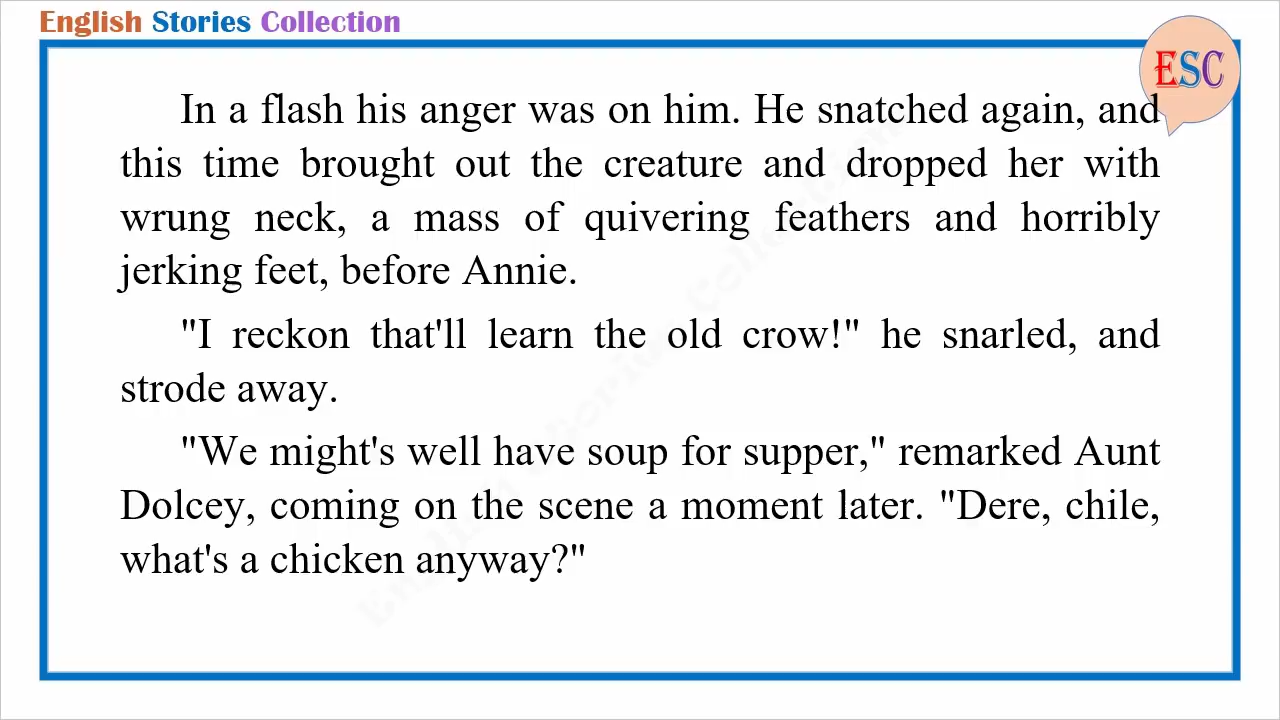 English Stories Collection
ESC
In a flash his anger was on him. He snatched again, and
this time brought out the creature and dropped her with
wrung neck, a mass of quivering feathers and horribly
jerking feet, before Annie.
"I reckon that'll learn the old crow!" he snarled, and
strode away.
"We might's well have soup for supper," remarked Aunt
Dolcey, coming on the scene a moment later. "Dere, chile,
what's a chicken anyway?"
English Stories Collection